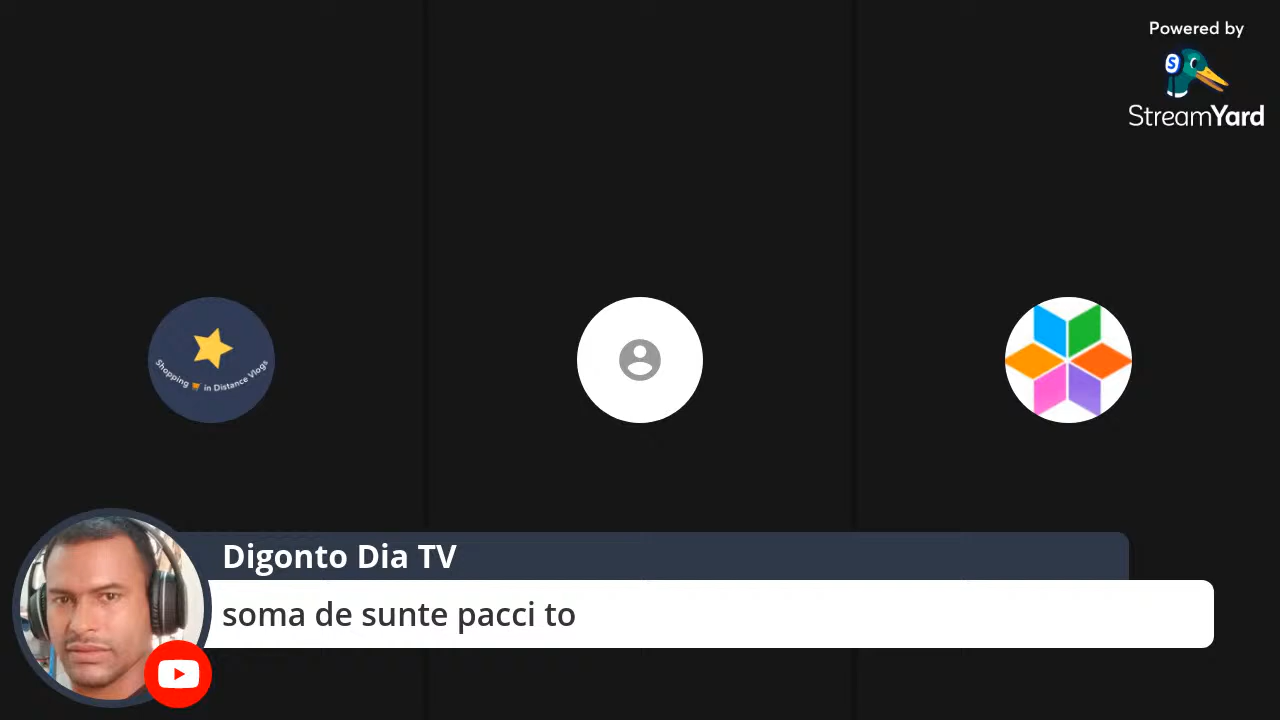 Powered by
S
StreamYard
Shopping 🛒 in Distance Vlogs
Digonto Dia TV
soma de sunte pacci to